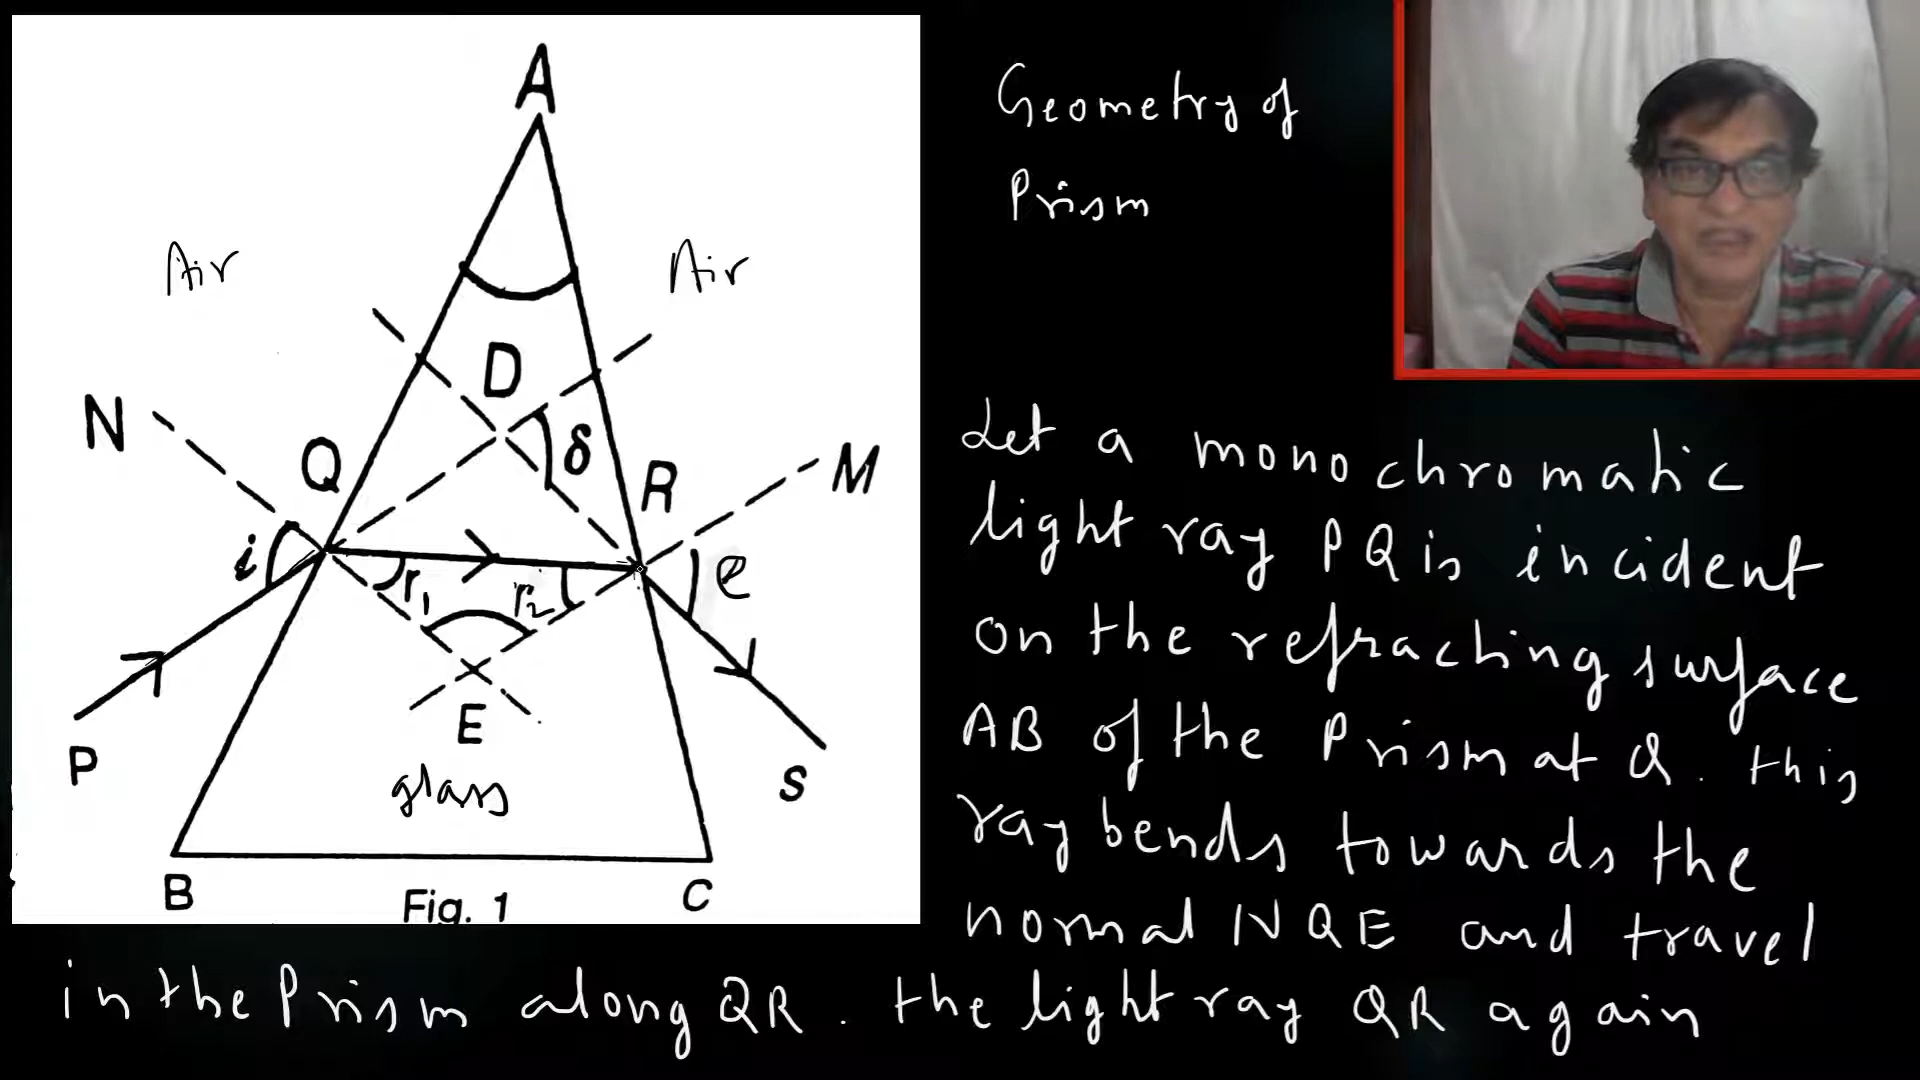 A
Air
Air
D
N
Q
δ
R
M
i
r1
r2
e
E
P
S
glass
B
C
Fig. 1
Geometry of
Prism
Let a monochromatic
light ray PQ is incident
on the refracting surface
AB of the Prism at Q. this
ray bends towards the
normal NQE and travel
in the Prism along QR. the light ray QR again